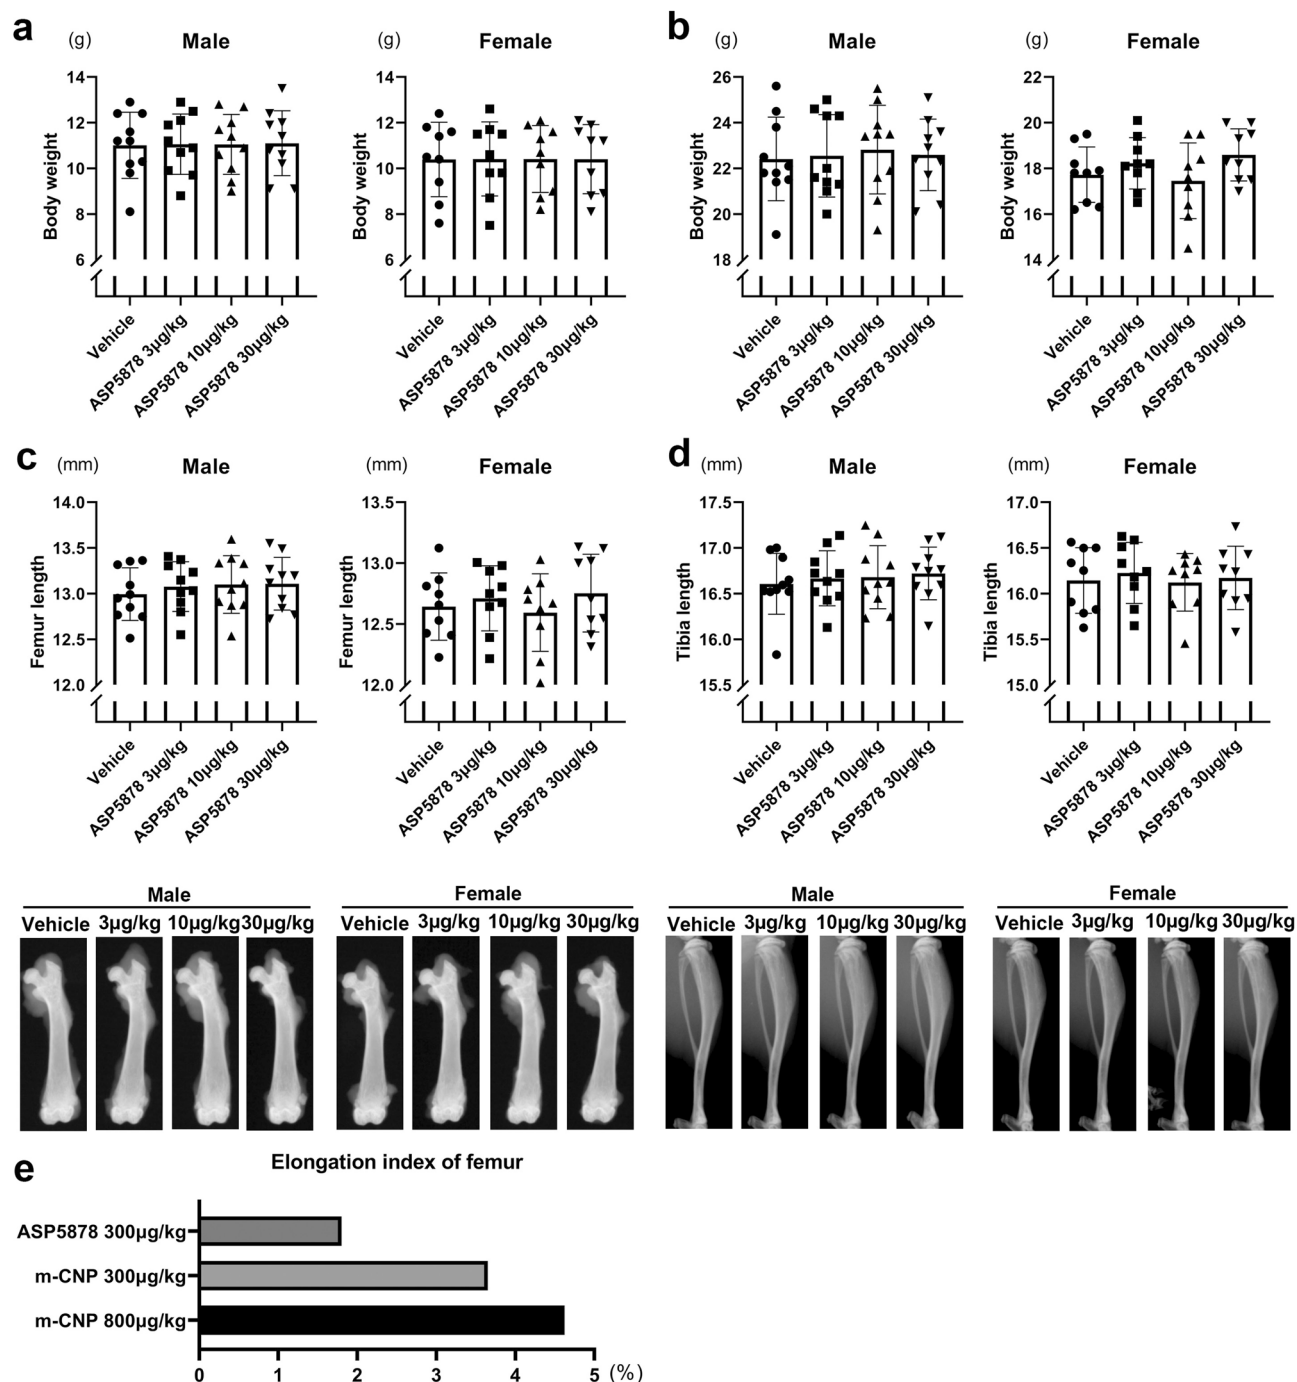 a
(g)
Male
Body weight
14
12
10
8
6
Vehicle
ASP5878 3μg/kg
ASP5878 10μg/kg
ASP5878 30μg/kg
(g)
Female
Body weight
14
12
10
8
6
Vehicle
ASP5878 3μg/kg
ASP5878 10μg/kg
ASP5878 30μg/kg
b
(g)
Male
Body weight
26
24
22
20
18
Vehicle
ASP5878 3μg/kg
ASP5878 10μg/kg
ASP5878 30μg/kg
(g)
Female
Body weight
22
20
18
16
14
Vehicle
ASP5878 3μg/kg
ASP5878 10μg/kg
ASP5878 30μg/kg
c
(mm)
Male
Femur length
14.0
13.5
13.0
12.5
12.0
Vehicle
ASP5878 3μg/kg
ASP5878 10μg/kg
ASP5878 30μg/kg
(mm)
Female
Femur length
13.5
13.0
12.5
12.0
Vehicle
ASP5878 3μg/kg
ASP5878 10μg/kg
ASP5878 30μg/kg
d
(mm)
Male
Tibia length
17.5
17.0
16.5
16.0
15.5
Vehicle
ASP5878 3μg/kg
ASP5878 10μg/kg
ASP5878 30μg/kg
(mm)
Female
Tibia length
17.0
16.5
16.0
15.5
15.0
Vehicle
ASP5878 3μg/kg
ASP5878 10μg/kg
ASP5878 30μg/kg
Male
Vehicle 3μg/kg 10μg/kg 30μg/kg
Female
Vehicle 3μg/kg 10μg/kg 30μg/kg
Male
Vehicle 3μg/kg 10μg/kg 30μg/kg
Female
Vehicle 3μg/kg 10μg/kg 30μg/kg
e
Elongation index of femur
ASP5878 300μg/kg
m-CNP 300μg/kg
m-CNP 800μg/kg
0 1 2 3 4 5 (%)